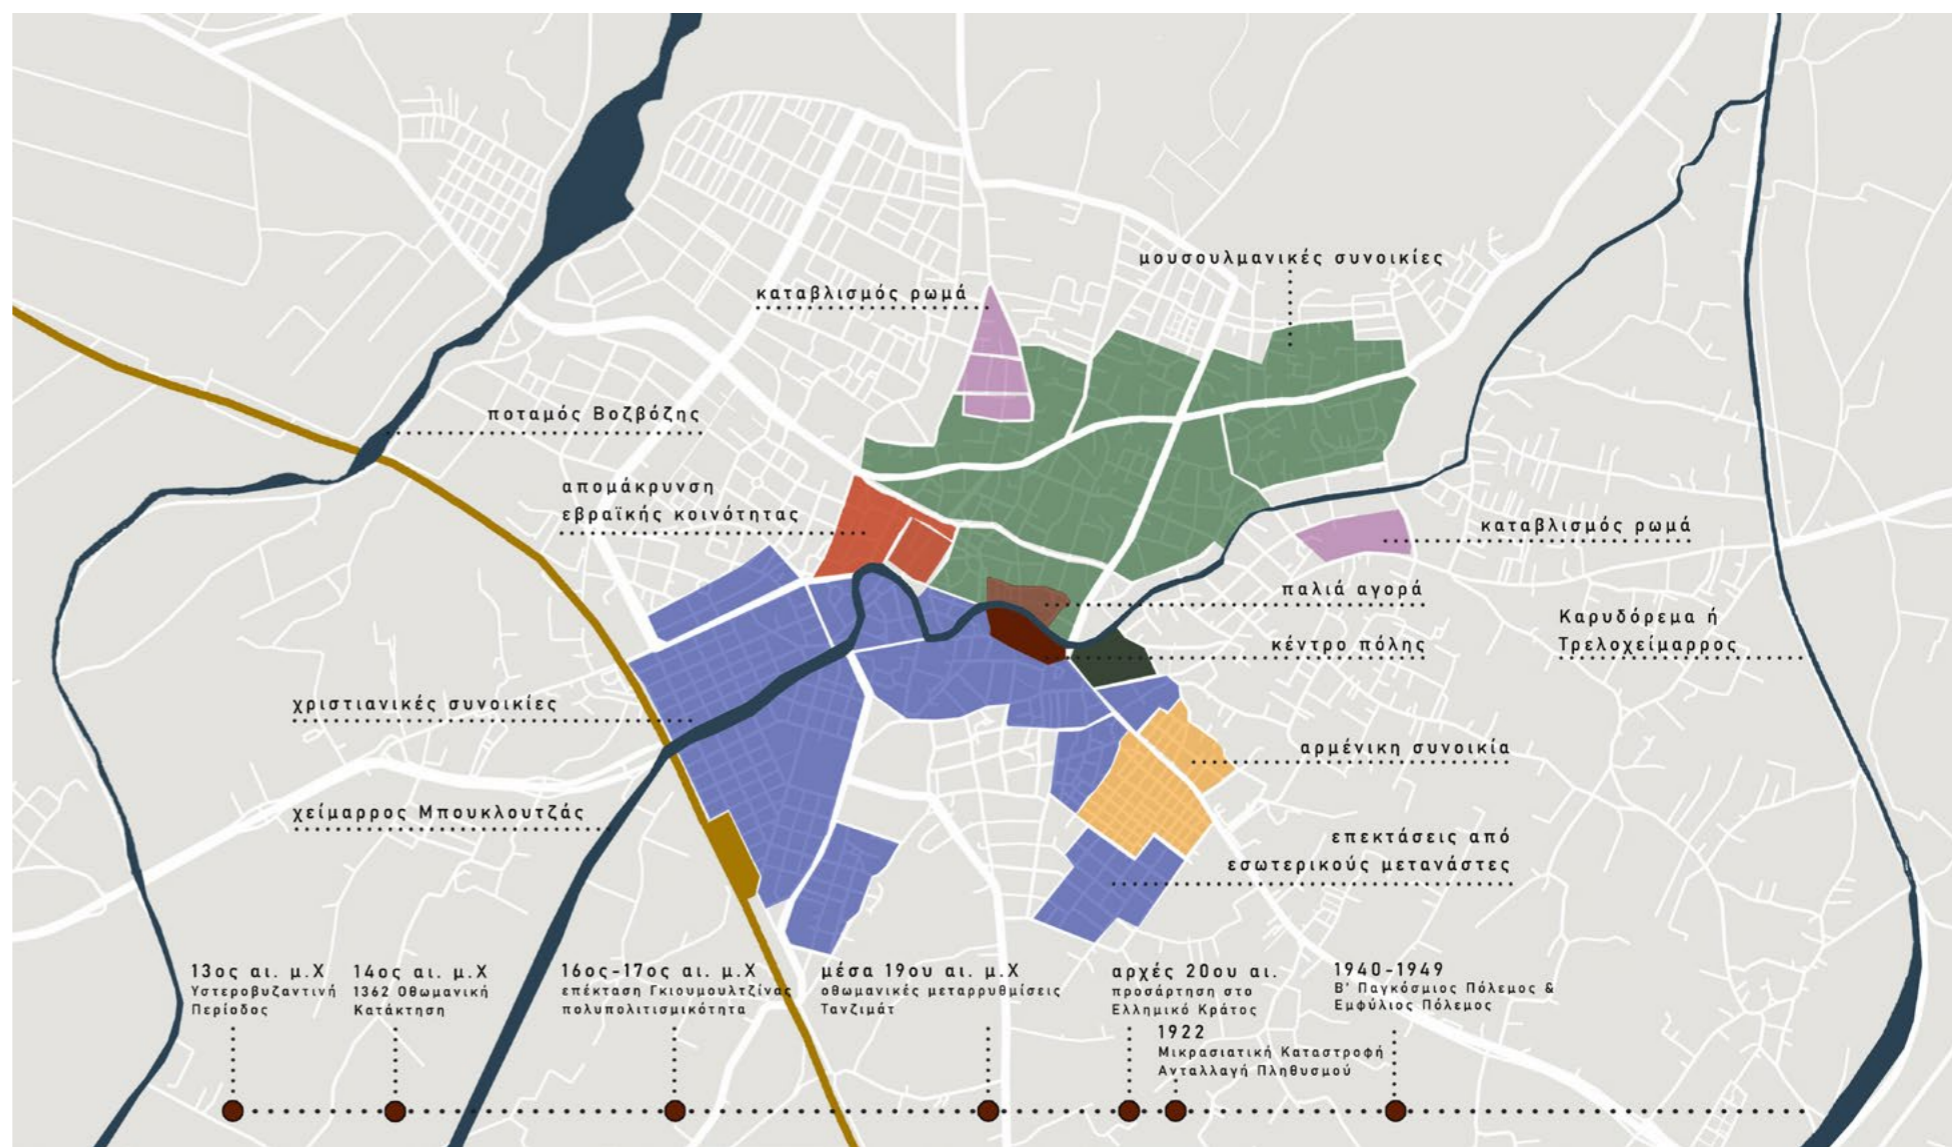 μουσουλμανικές συνοικίες
καταβλισμός ρωμά
ποταμός Βοζβόζης
απομάκρυνση
εβραϊκής κοινότητας
καταβλισμός ρωμά
παλιά αγορά
Καρυδόρεμα ή
Τρελοχείμαρρος
κέντρο πόλης
χριστιανικές συνοικίες
αρμένικη συνοικία
χείμαρρος Μπουκλουτζάς
επεκτάσεις από
εσωτερικούς μετανάστες
13ος αι. μ.Χ
Υστεροβυζαντινή
Περίοδος
14ος αι. μ.Χ
1362 Οθωμανική
Κατάκτηση
16ος-17ος αι. μ.Χ
επέκταση Γκιουμουλτζίνας
πολυπολιτισμικότητα
μέσα 19ου αι. μ.Χ
οθωμανικές μεταρρυθμίσεις
Τανζιμάτ
αρχές 20ου αι.
προσάρτηση στο
Ελλημικό Κράτος
1922
Μικρασιατική Καταστροφή
Ανταλλαγή Πληθυσμού
1940-1949
Β' Παγκόσμιος Πόλεμος &
Εμφύλιος Πόλεμος